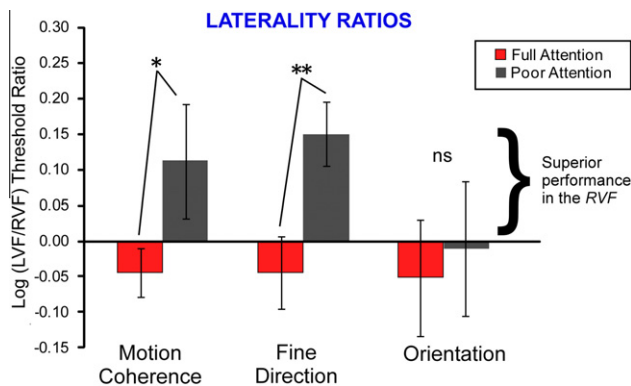 LATERALITY RATIOS
Full Attention
Poor Attention
Log (LVF/RVF) Threshold Ratio
0.30
0.25
0.20
0.15
0.10
0.05
0.00
-0.05
-0.10
-0.15
*
**
ns
Superior
performance
in the RVF
Motion
Coherence
Fine
Direction
Orientation